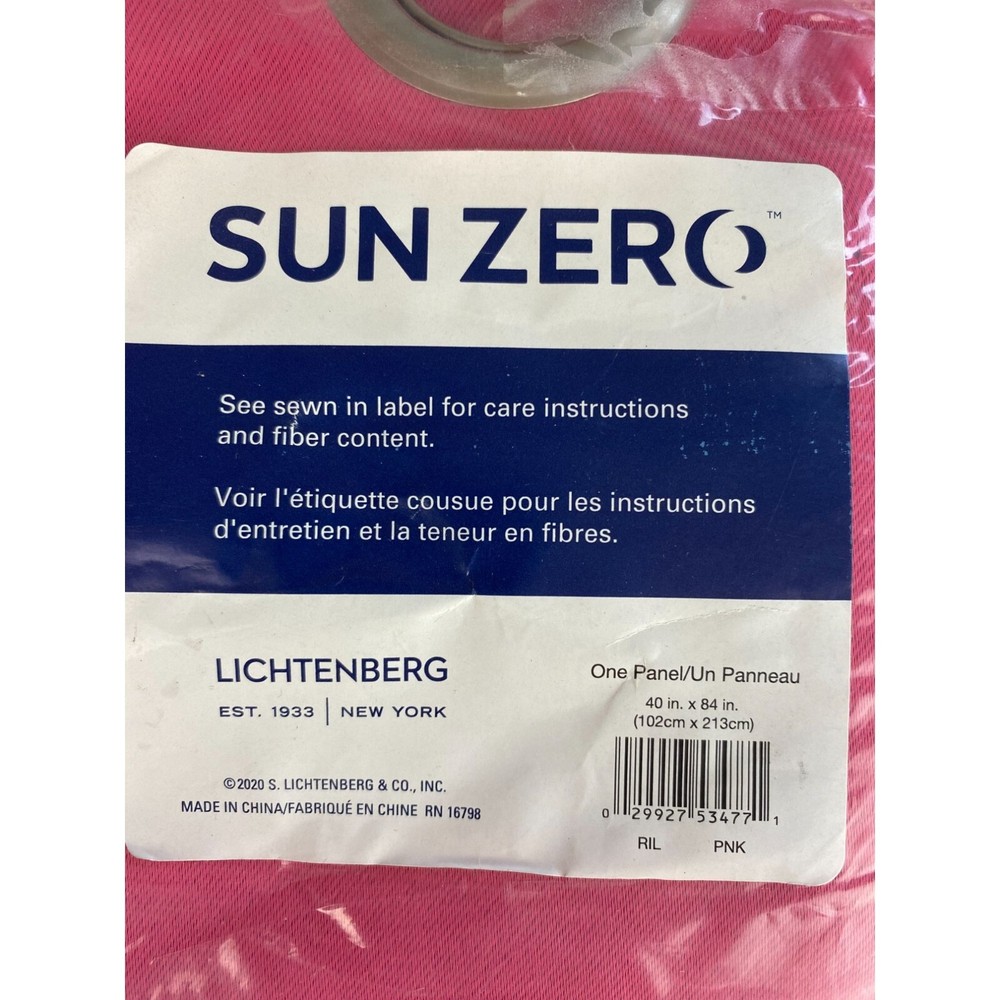 SUN ZERO™
See sewn in label for care instructions
and fiber content.
Voir l'étiquette cousue pour les instructions
d'entretien et la teneur en fibres.
LICHTENBERG
EST. 1933 | NEW YORK
©2020 S. LICHTENBERG & CO., INC.
MADE IN CHINA/FABRIQUÉ EN CHINE RN 16798
One Panel/Un Panneau
40 in. x 84 in.
(102cm x 213cm)
0 29927 53477 1
RIL PNK